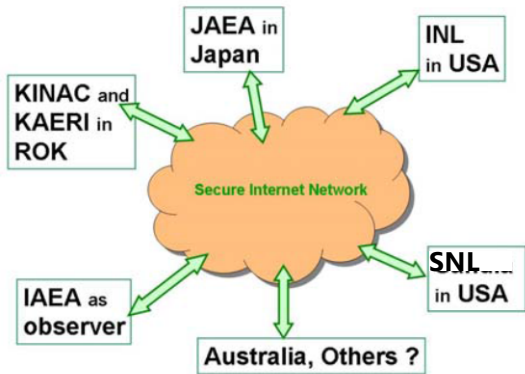 JAEA in
Japan
INL
in USA
KINAC and
KAERI in
ROK
Secure Internet Network
SNL
in USA
IAEA as
observer
Australia, Others ?